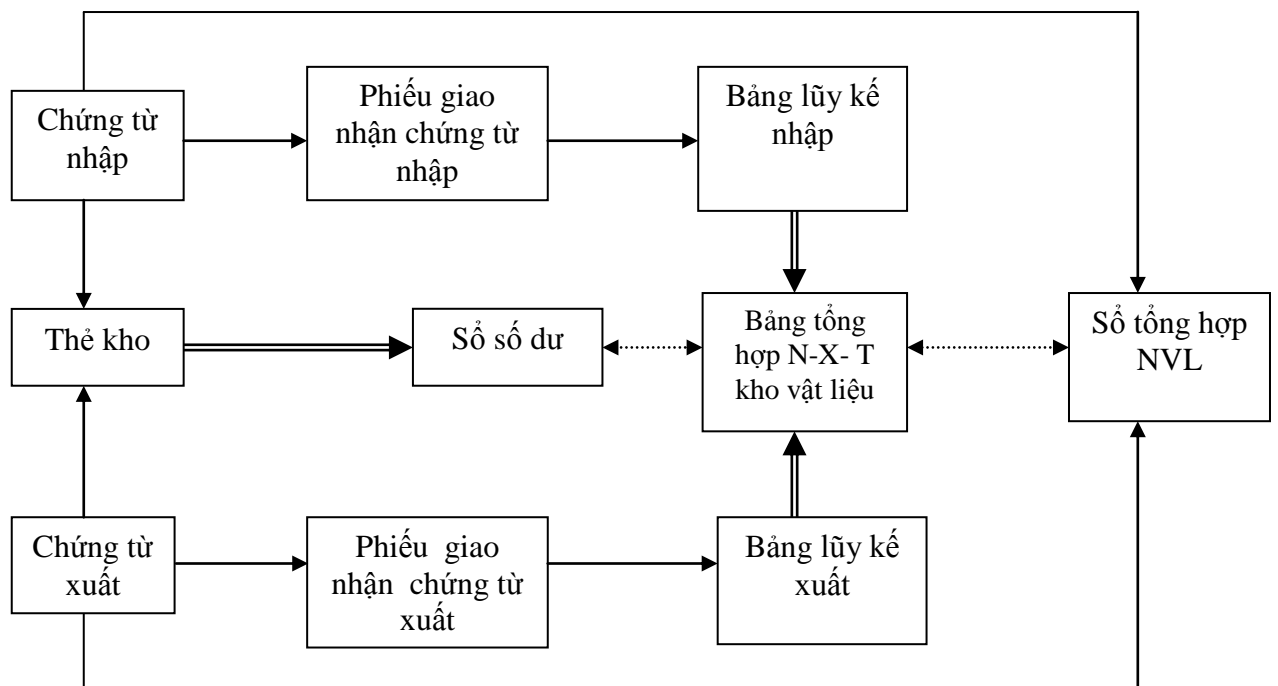 Chứng từ
nhập
Phiếu giao
nhận chứng từ
nhập
Bảng lũy kế
nhập
Thẻ kho
Sổ số dư
Bảng tổng
hợp N-X- T
kho vật liệu
Sổ tổng hợp
NVL
Chứng từ
xuất
Phiếu giao
nhận chứng từ
xuất
Bảng lũy kế
xuất